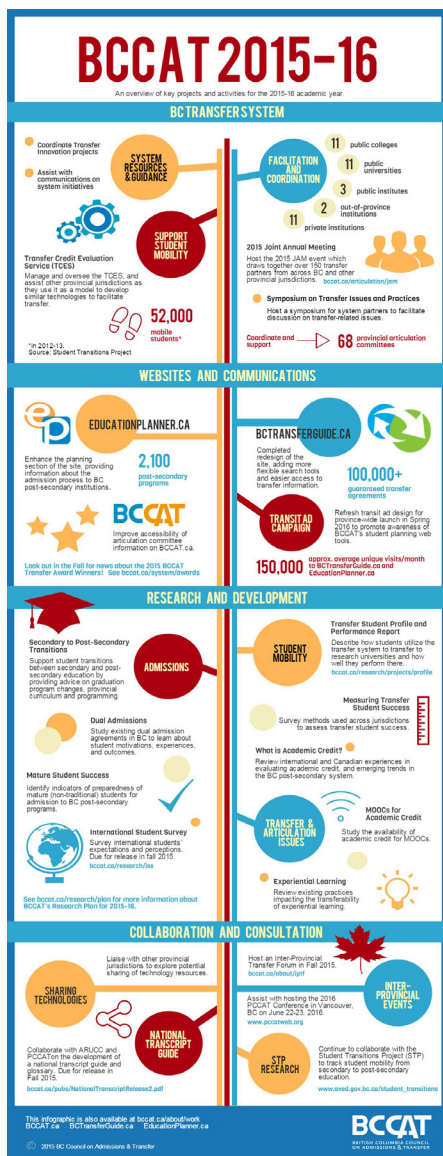 BCCAT 2015-16
An overview of key projects and activities for the 2015-16 academic year.
BC TRANSFER SYSTEM
Coordinate Transfer
Innovation projects
Assist with
communications on
system initiatives
SYSTEM
RESOURCES
& GUIDANCE
SUPPORT
STUDENT
MOBILITY
Transfer Credit Evaluation
Service (TCES)
Manage and oversee the TCES, and
assist other provincial jurisdictions as
they use it as a model to develop
similar technologies to facilitate
transfer.
52,000
mobile
students*
*In 2012-13.
Source: Student Transitions Project
FACILITATION
AND
COORDINATION
11 public colleges
11 public
universities
3 public institutes
2 out-of-province
institutions
11
private institutions
2015 Joint Annual Meeting
Host the 2015 JAM event which
draws together over 150 transfer
partners from across BC and other
provincial jurisdictions. bccat.ca/articulation/jam
Symposium on Transfer Issues and Practices
Host a symposium for system partners to facilitate
discussion on transfer-related issues.
Coordinate and
support
68 provincial articulation
committees
WEBSITES AND COMMUNICATIONS
ep
EDUCATIONPLANNER.CA
Enhance the planning
section of the site, providing
information about the
admission process to BC
post-secondary institutions.
2,100
post-secondary
programs
BCCAT
Improve accessibility of
articulation committee
information on BCCAT.ca.
Look out in the Fall for news about the 2015 BCCAT
Transfer Award Winners! See bccat.ca/system/awards
BCTRANSFERGUIDE.CA
Completed
redesign of the
site, adding more
flexible search tools
and easier access to
transfer information.
100,000+
guaranteed transfer
agreements
TRANSIT AD
CAMPAIGN
Refresh transit ad design for
province-wide launch in Spring
2016 to promote awareness of
BCCAT's student planning web
tools.
150,000 approx. average unique visits/month
to BCTransferGuide.ca and
EducationPlanner.ca
RESEARCH AND DEVELOPMENT
Secondary to Post-Secondary
Transitions
Support student transitions
between secondary and post-
secondary education by
providing advice on graduation
program changes, provincial
curriculum and programming.
ADMISSIONS
Dual Admissions
Study existing dual admission
agreements in BC to learn about
student motivations, experiences,
and outcomes.
Mature Student Success
Identify indicators of preparedness of
mature (non-traditional) students for
admission to BC post-secondary
programs.
International Student Survey
Survey international students'
expectations and perceptions.
Due for release in fall 2015.
bccat.ca/research/iss
See bccat.ca/research/plan for more information about
BCCAT's Research Plan for 2015-16.
STUDENT
MOBILITY
Transfer Student Profile and
Performance Report
Describe how students utilize the
transfer system to transfer to
research universities and how
well they perform there.
bccat.ca/research/projects/profile
Measuring Transfer
Student Success
Survey methods used across jurisdictions
to assess transfer student success.
What is Academic Credit?
Review international and Canadian experiences in
evaluating academic credit, and emerging trends in
the BC post-secondary system.
TRANSFER &
ARTICULATION
ISSUES
MOOCs for
Academic Credit
Study the availability of
academic credit for MOOCs.
Experiential Learning
Review existing practices
impacting the transferability
of experiential learning.
COLLABORATION AND CONSULTATION
Liaise with other provincial
jurisdictions to explore potential
sharing of technology resources.
SHARING
TECHNOLOGIES
NATIONAL
TRANSCRIPT
GUIDE
Collaborate with ARUCC and
PCCATon the development of
a national transcript guide and
glossary. Due for release in
Fall 2015.
bccat.ca/pubs/NationalTranscriptRelease2.pdf
Host an Inter-Provincial
Transfer Forum in Fall 2015.
bccat.ca/about/iptf
INTER-
PROVINCIAL
EVENTS
Assist with hosting the 2016
PCCAT Conference in Vancouver,
BC on June 22-23, 2016.
www.pccatweb.org
STP
RESEARCH
Continue to collaborate with the
Student Transitions Project (STP)
to track student mobility from
secondary to post-secondary
education.
www.aved.gov.bc.ca/student_transitions
This infographic is also available at bccat.ca/about/work
BCCAT.ca BCTransferGuide.ca EducationPlanner.ca
© 2015 BC Council on Admissions & Transfer
BCCAT
BRITISH COLUMBIA COUNCIL
ON ADMISSIONS & TRANSFER